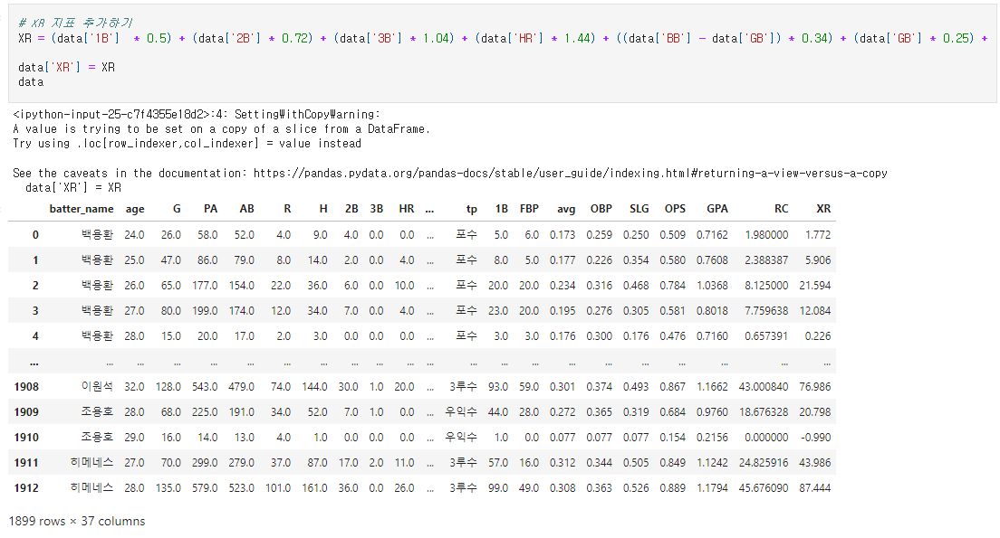 # XR 지표 추가하기
XR = (data['1B']  * 0.5) + (data['2B'] * 0.72) + (data['3B'] * 1.04) + (data['HR'] * 1.44) + ((data['BB'] - data['GB']) * 0.34) + (data['GB'] * 0.25) +
data['XR'] = XR
data
<ipython-input-25-c7f4355e18d2>:4: SettingWithCopyWarning:
A value is trying to be set on a copy of a slice from a DataFrame.
Try using .loc[row_indexer,col_indexer] = value instead
See the caveats in the documentation: https://pandas.pydata.org/pandas-docs/stable/user_guide/indexing.html#returning-a-view-versus-a-copy
data['XR'] = XR
batter_name age G PA AB R H 2B 3B HR ... tp 1B FBP avg OBP SLG OPS GPA RC XR
0 백용환 24.0 26.0 58.0 52.0 4.0 9.0 4.0 0.0 0.0 ... 포수 5.0 6.0 0.173 0.259 0.250 0.509 0.7162 1.980000 1.772
1 백용환 25.0 47.0 86.0 79.0 8.0 14.0 2.0 0.0 4.0 ... 포수 8.0 5.0 0.177 0.226 0.354 0.580 0.7608 2.388387 5.906
2 백용환 26.0 65.0 177.0 154.0 22.0 36.0 6.0 0.0 10.0 ... 포수 20.0 20.0 0.234 0.316 0.468 0.784 1.0368 8.125000 21.594
3 백용환 27.0 80.0 199.0 174.0 12.0 34.0 7.0 0.0 4.0 ... 포수 23.0 20.0 0.195 0.276 0.305 0.581 0.8018 7.759638 12.084
4 백용환 28.0 15.0 20.0 17.0 2.0 3.0 0.0 0.0 0.0 ... 포수 3.0 3.0 0.176 0.300 0.176 0.476 0.7160 0.657391 0.226
... ... ... ... ... ... ... ... ... ... ... ... ... ... ... ... ... ... ... ... ... ...
1908 이원석 32.0 128.0 543.0 479.0 74.0 144.0 30.0 1.0 20.0 ... 3루수 93.0 59.0 0.301 0.374 0.493 0.867 1.1662 43.000840 76.986
1909 조용호 28.0 68.0 225.0 191.0 34.0 52.0 7.0 1.0 0.0 ... 우익수 44.0 28.0 0.272 0.365 0.319 0.684 0.9760 18.676328 20.798
1910 조용호 29.0 16.0 14.0 13.0 4.0 1.0 0.0 0.0 0.0 ... 우익수 1.0 0.0 0.077 0.077 0.077 0.154 0.2156 0.000000 -0.990
1911 히메네스 27.0 70.0 299.0 279.0 37.0 87.0 17.0 2.0 11.0 ... 3루수 57.0 16.0 0.312 0.344 0.505 0.849 1.1242 24.825916 43.986
1912 히메네스 28.0 135.0 579.0 523.0 101.0 161.0 36.0 0.0 26.0 ... 3루수 99.0 49.0 0.308 0.363 0.526 0.889 1.1794 45.676090 87.444
1899 rows × 37 columns